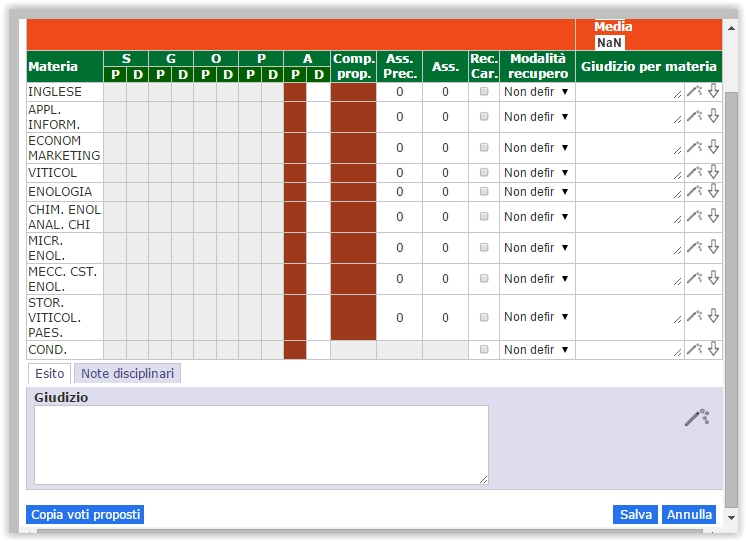 Media
NaN
Materia S G O P A Comp. prop. Ass. Prec. Ass. Rec. Car. Modalità recupero Giudizio per materia
P D P D P D P D P D
INGLESE 0 0 Non defir
APPL.
INFORM. 0 0 Non defir
ECONOM
MARKETING 0 0 Non defir
VITICOL 0 0 Non defir
ENOLOGIA 0 0 Non defir
CHIM. ENOL
ANAL. CHI 0 0 Non defir
MICR.
ENOL. 0 0 Non defir
MECC. CST.
ENOL. 0 0 Non defir
STOR.
VITICOL.
PAES. 0 0 Non defir
COND. Non defir
Esito Note disciplinari
Giudizio
Copia voti proposti Salva Annulla